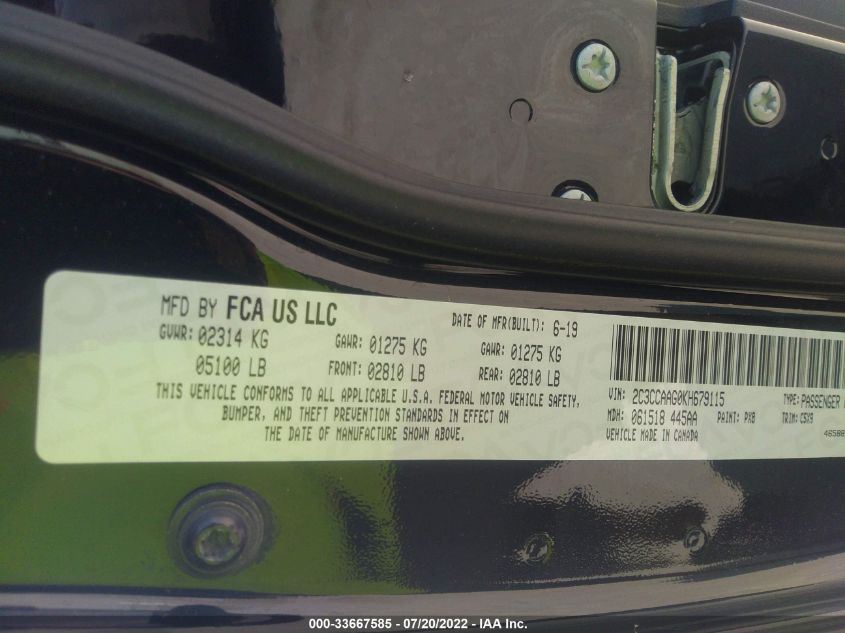 MFD BY FCA US LLC
DATE OF MFR(BUILT): 6-19
GVWR: 02314 KG
GAWR: 01275 KG
GAWR: 01275 KG
05100 LB
FRONT: 02810 LB
REAR: 02810 LB
THIS VEHICLE CONFORMS TO ALL APPLICABLE U.S.A. FEDERAL MOTOR VEHICLE SAFETY,
BUMPER, AND THEFT PREVENTION STANDARDS IN EFFECT ON
THE DATE OF MANUFACTURE SHOWN ABOVE.
VIN: 2C3CCAAG0KH679115
TYPE: PASSENGER
MDH: 061518 445AA
PAINT: PX8
TRIM: C5X9
VEHICLE MADE IN CANADA
000-33667585 - 07/20/2022 - IAA Inc.